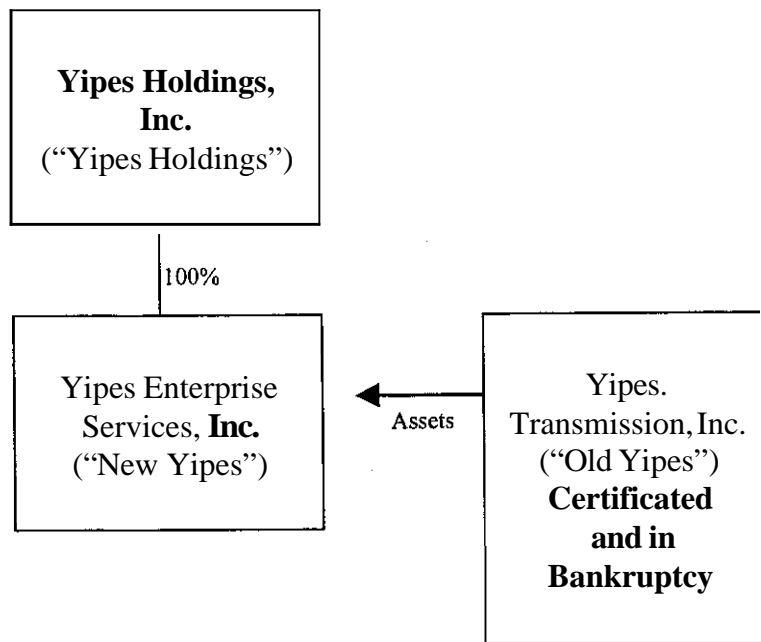 Yipes Holdings,
Inc.
(“Yipes Holdings”)
100%
Yipes Enterprise
Services, Inc.
(“New Yipes”)
Assets
Yipes.
Transmission, Inc.
(“Old Yipes”)
Certificated
and in
Bankruptcy